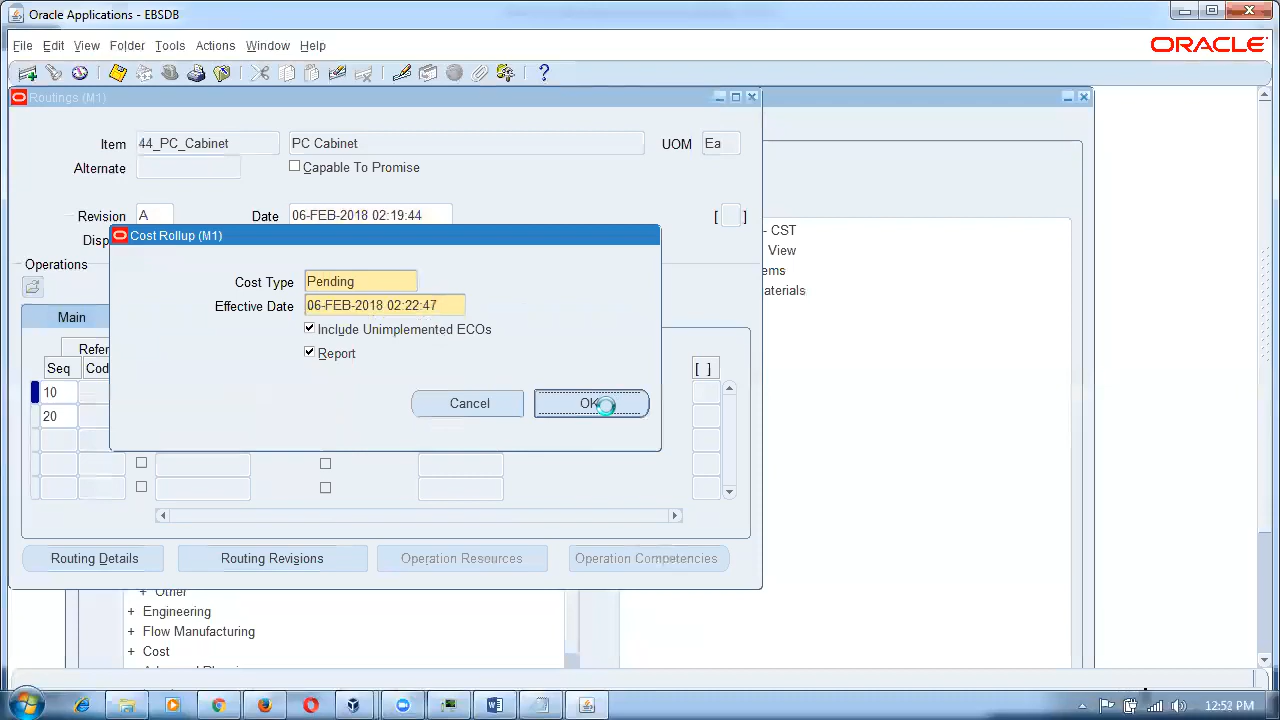 Oracle Applications - EBSDB
File Edit View Folder Tools Actions Window Help
ORACLE
Routings (M1)
Item 44_PC_Cabinet PC Cabinet UOM Ea
Alternate Capable To Promise
Revision A Date 06-FEB-2018 02:19:44 [ ]
Disp
Cost Rollup (M1)
- CST
View
ems
aterials
Operations
Cost Type Pending
Effective Date 06-FEB-2018 02:22:47
Include Unimplemented ECOs
Report
Cancel OK
Main
Refer
Seq Cod [ ]
10
20
Routing Details Routing Revisions Operation Resources Operation Competencies
+ Other
+ Engineering
+ Flow Manufacturing
+ Cost
12:52 PM